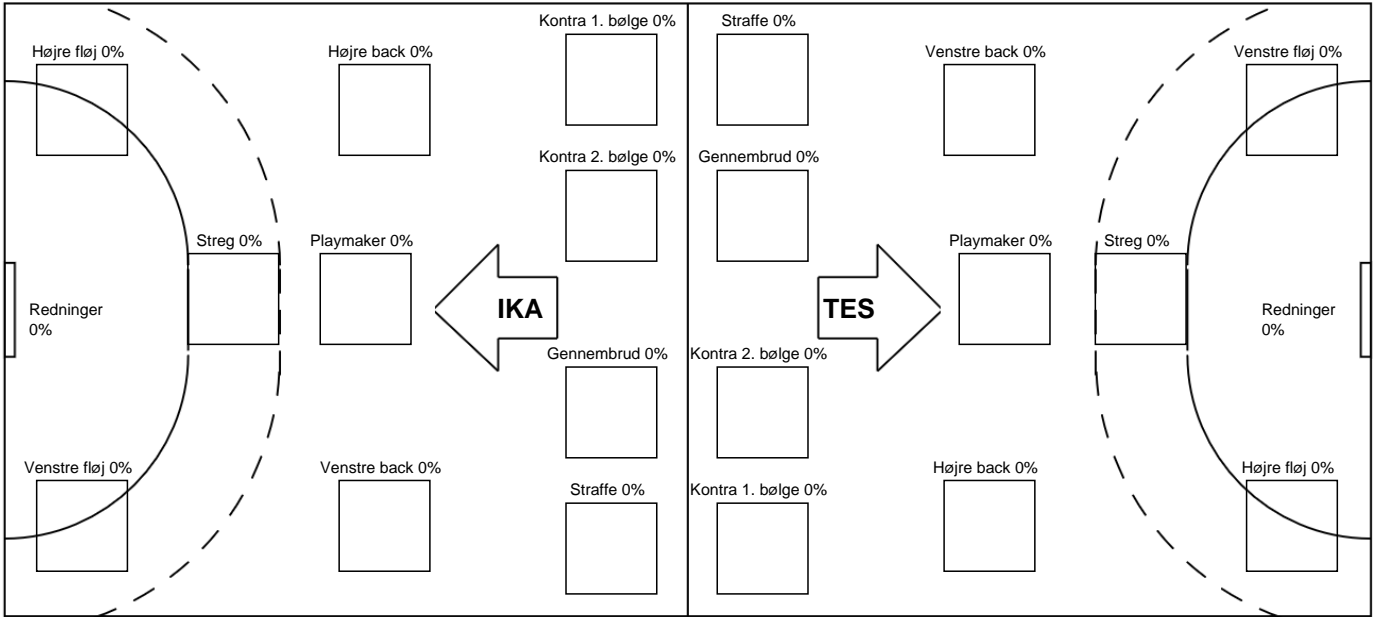 Kontra 1. bølge 0%
Straffe 0%
Højre fløj 0%
Højre back 0%
Venstre back 0%
Venstre fløj 0%
Kontra 2. bølge 0%
Gennembrud 0%
Streg 0%
Playmaker 0%
Playmaker 0%
Streg 0%
Redninger
0%
IKA
TES
Redninger
0%
Gennembrud 0%
Kontra 2. bølge 0%
Venstre fløj 0%
Venstre back 0%
Højre back 0%
Højre fløj 0%
Straffe 0%
Kontra 1. bølge 0%